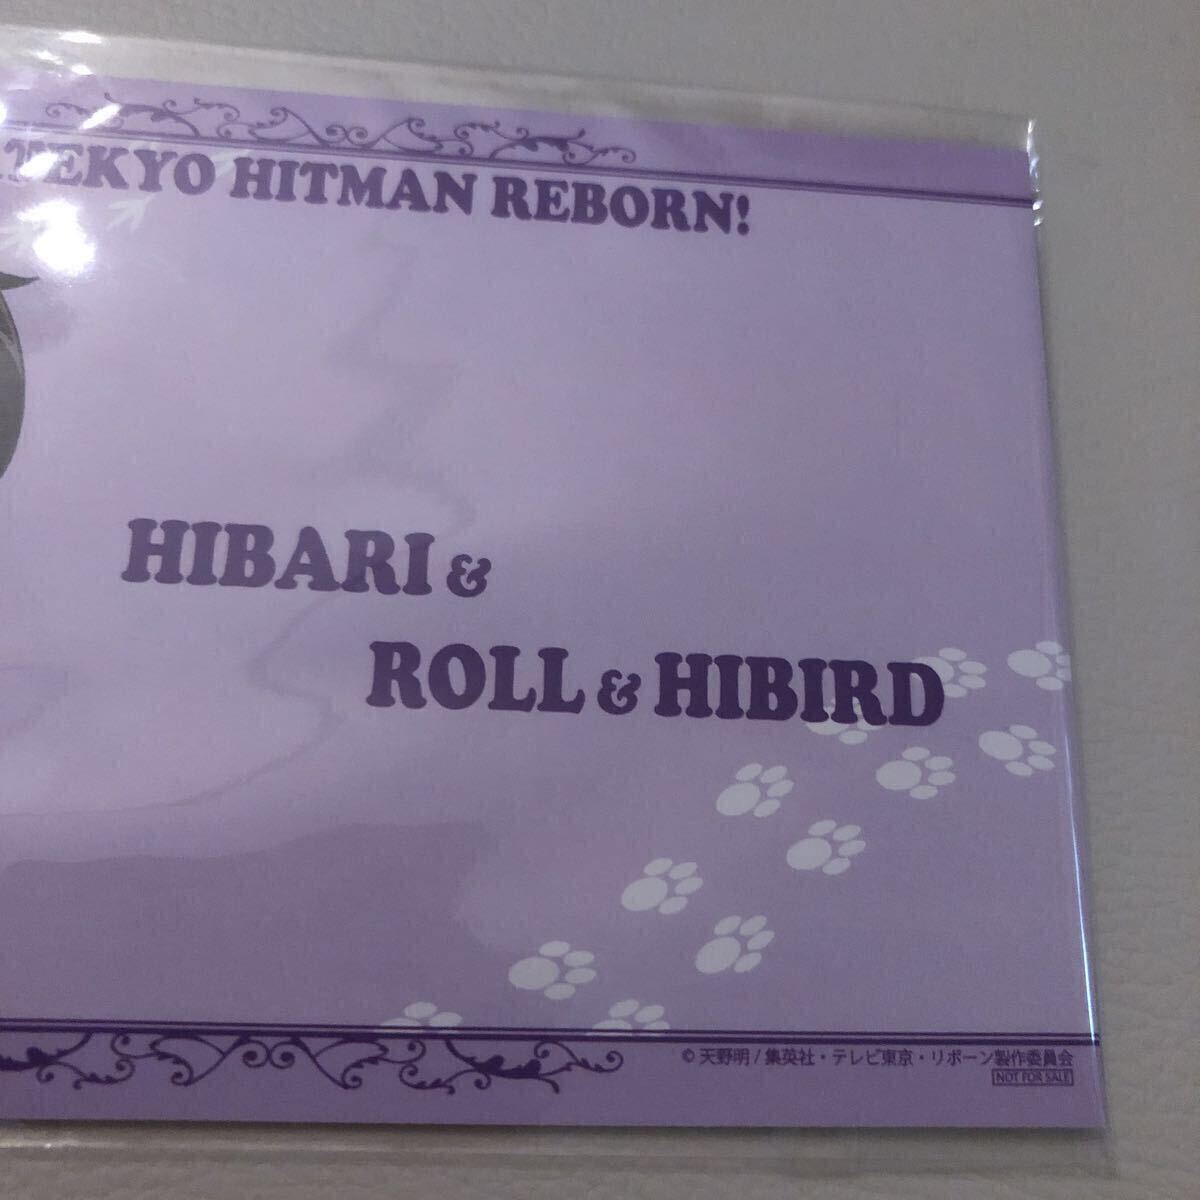 TEKYO HITMAN REBORN!
HIBARI &
ROLL & HIBIRD
© 天野明 / 集英社・テレビ東京・リボーン製作委員会
NOT FOR SALE